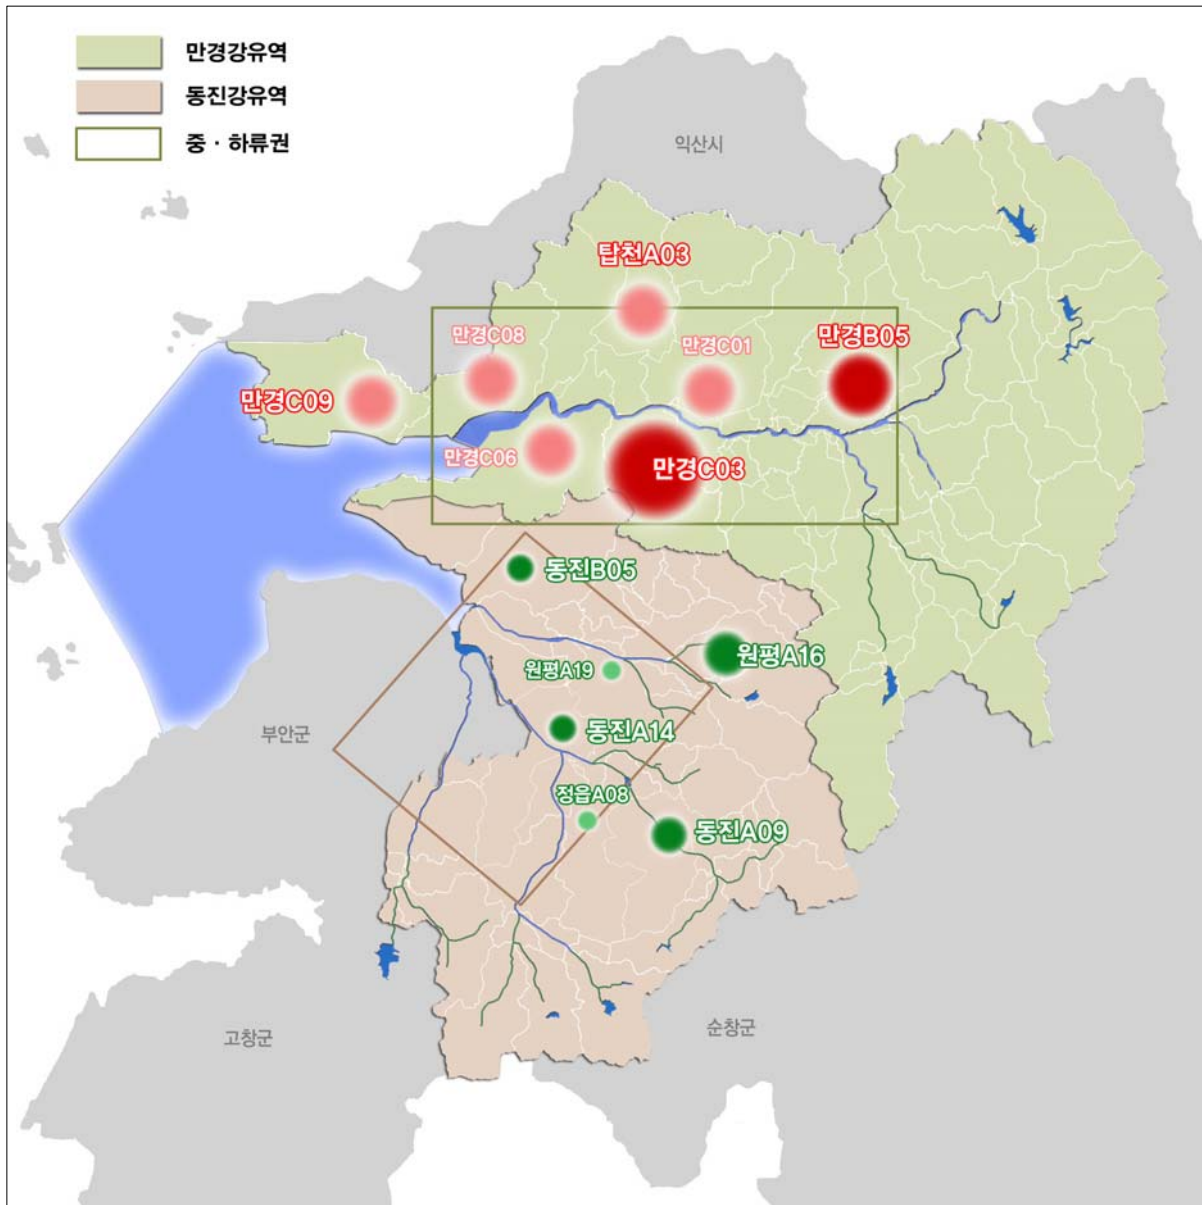 만경강유역
동진강유역
중 · 하류권
익산시
탑천A03
만경C08
만경C01
만경B05
만경C09
만경C06
만경C03
동진B05
원평A19
원평A16
부안군
동진A14
정읍A08
동진A09
고창군
순창군